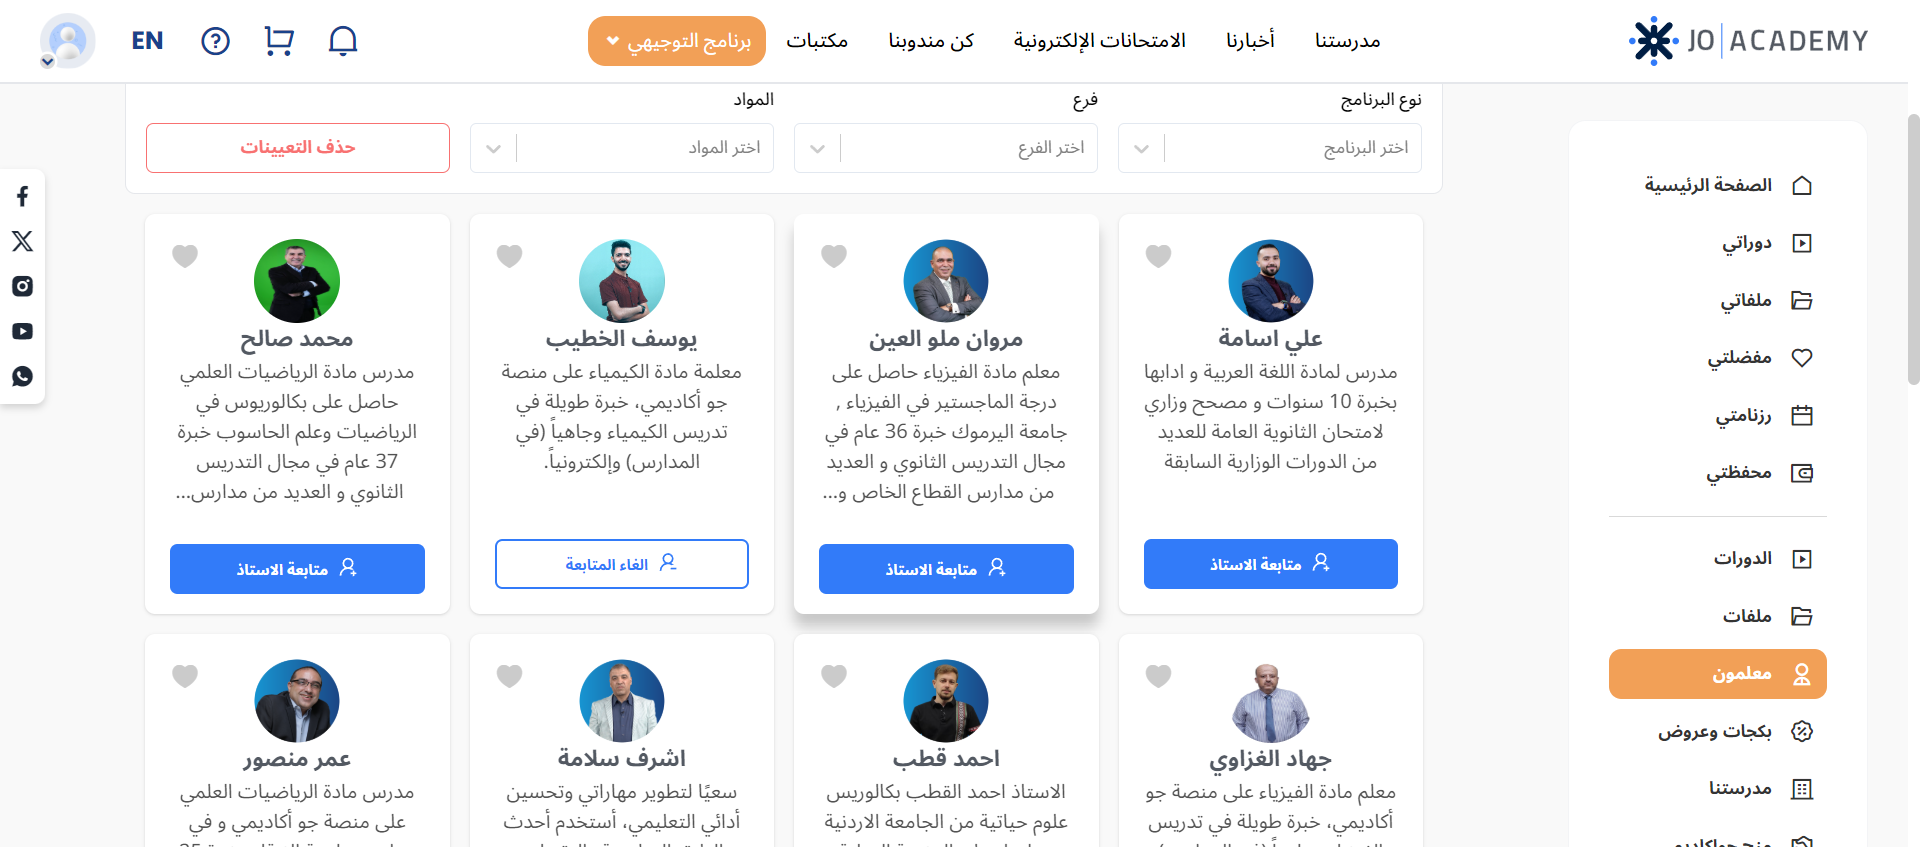 JO ACADEMY
مدرستنا
أخبارنا
الامتحانات الإلكترونية
كن مندوبنا
مكتبات
برنامج التوجيهي
EN
نوع البرنامج
فرع
المواد
اختر البرنامج
اختر الفرع
اختر المواد
حذف التعيينات
الصفحة الرئيسية
دوراتي
ملفاتي
مفضلتي
رزنامتي
محفظتي
الدورات
ملفات
معلمون
بكجات وعروض
مدرستنا
علي اسامة
مدرس لمادة اللغة العربية و ادابها
بخبرة 10 سنوات و مصحح وزاري
لامتحان الثانوية العامة للعديد
من الدورات الوزارية السابقة
متابعة الاستاذ
مروان ملو العين
معلم مادة الفيزياء حاصل على
درجة الماجستير في الفيزياء ,
جامعة اليرموك خبرة 36 عام في
مجال التدريس الثانوي و العديد
من مدارس القطاع الخاص و...
متابعة الاستاذ
يوسف الخطيب
معلمة مادة الكيمياء على منصة
جو أكاديمي، خبرة طويلة في
تدريس الكيمياء وجاهياً (في
المدارس) وإلكترونياً.
الغاء المتابعة
محمد صالح
مدرس مادة الرياضيات العلمي
حاصل على بكالوريوس في
الرياضيات وعلم الحاسوب خبرة
37 عام في مجال التدريس
الثانوي و العديد من مدارس...
متابعة الاستاذ
جهاد الغزاوي
معلم مادة الفيزياء على منصة جو
أكاديمي، خبرة طويلة في تدريس
احمد قطب
الاستاذ احمد القطب بكالوريس
علوم حياتية من الجامعة الاردنية
اشرف سلامة
سعيًا لتطوير مهاراتي وتحسين
أدائي التعليمي، أستخدم أحدث
عمر منصور
مدرس مادة الرياضيات العلمي
على منصة جو أكاديمي و في